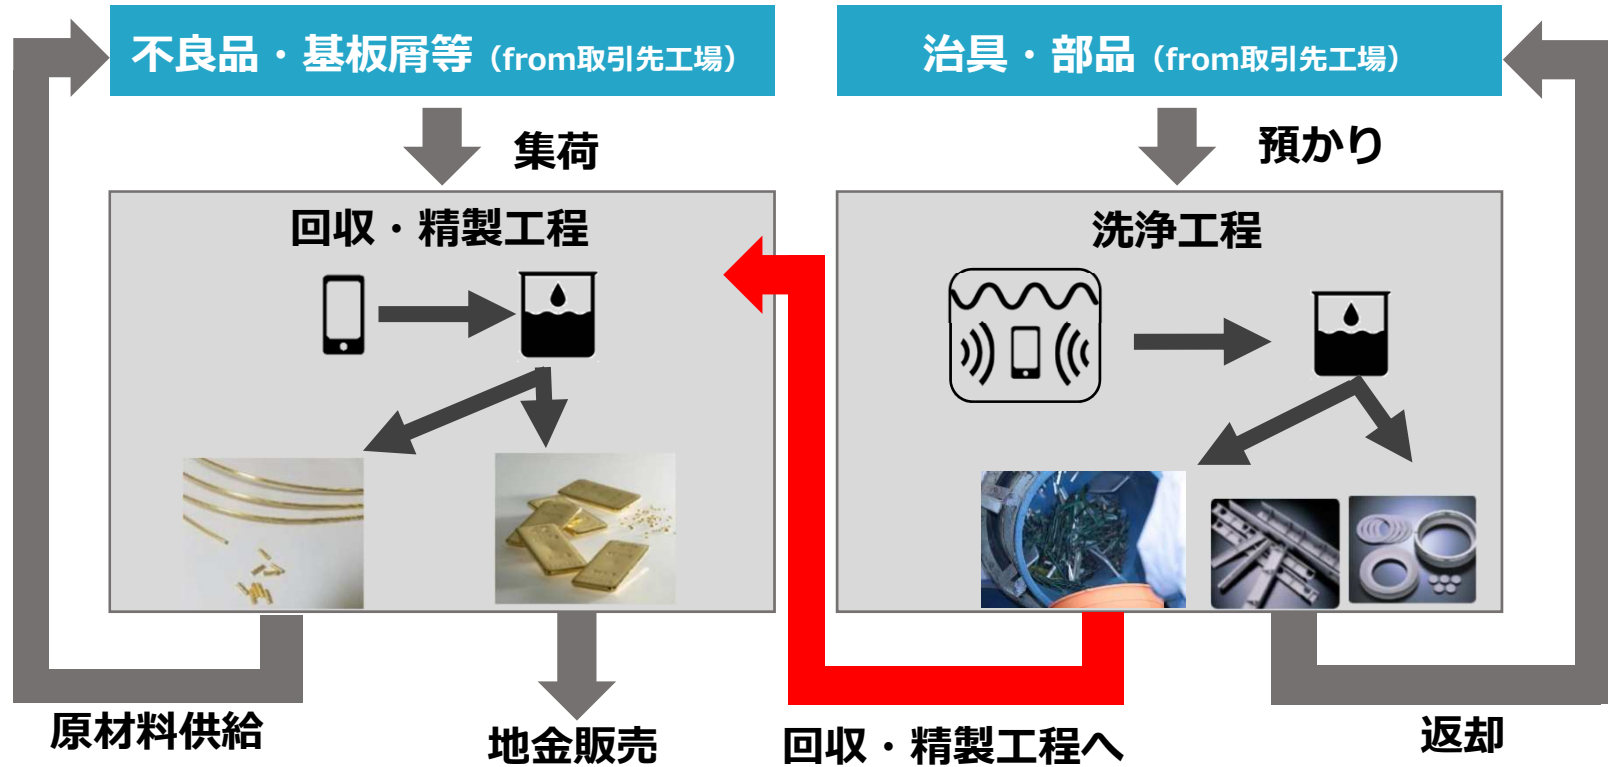 不良品・基板屑等（from取引先工場）
治具・部品（from取引先工場）
集荷
預かり
回収・精製工程
洗浄工程
原材料供給
地金販売
回収・精製工程へ
返却